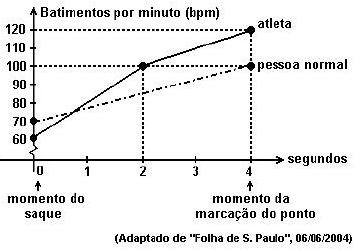 Batimentos por minuto (bpm)
atleta
120
110
100
pessoa normal
90
80
70
60
0
1
2
3
4
segundos
momento do
saque
momento da
marcação do ponto
(Adaptado de "Folha de S. Paulo", 06/06/2004)